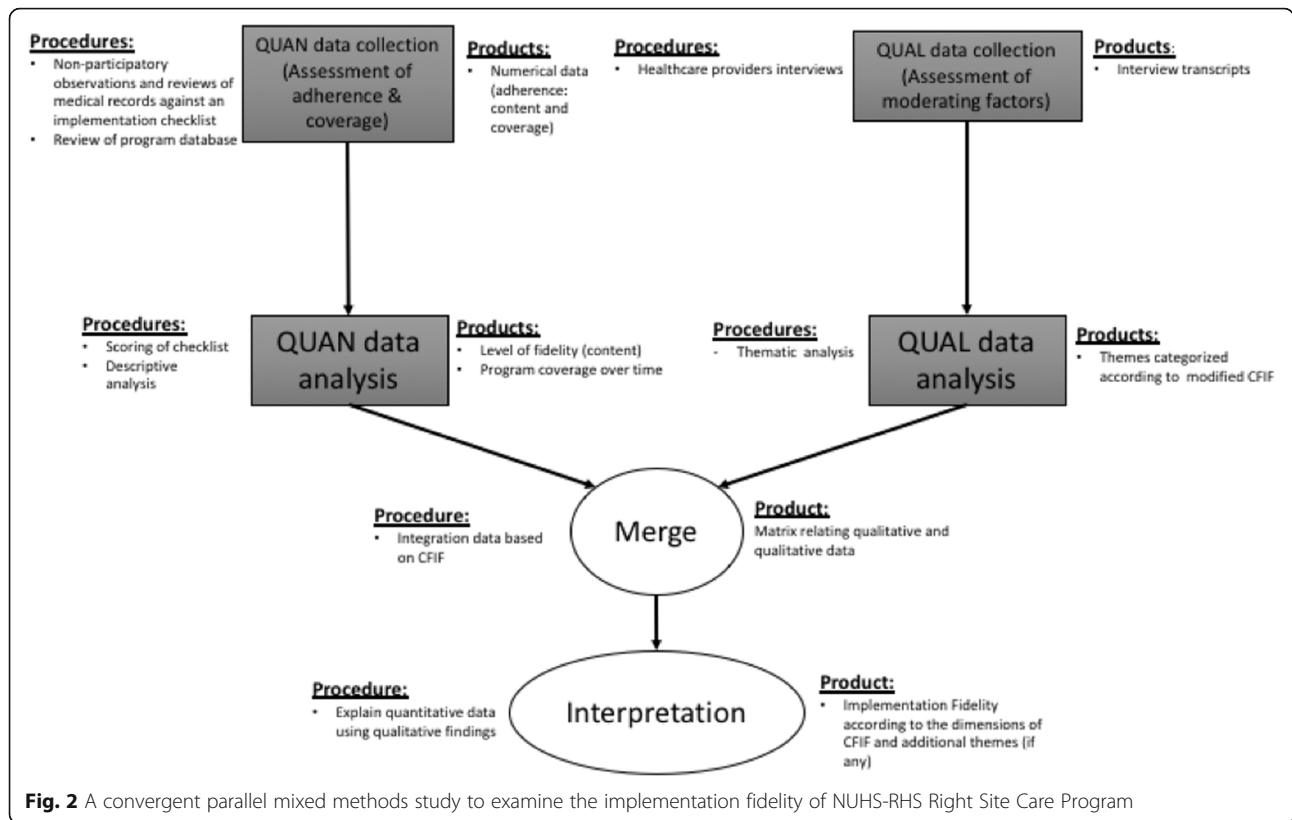 Procedures:
• Non-participatory
observations and reviews of
medical records against an
implementation checklist
• Review of program database
QUAN data collection
(Assessment of
adherence &
coverage)
Products:
• Numerical data
(adherence:
content and
coverage)
Procedures:
• Healthcare providers interviews
QUAL data collection
(Assessment of
moderating factors)
Products:
• Interview transcripts
Procedures:
• Scoring of checklist
• Descriptive
analysis
QUAN data
analysis
Products:
• Level of fidelity (content)
• Program coverage over time
Procedures:
- Thematic analysis
QUAL data
analysis
Products:
• Themes categorized
according to modified CFIF
Procedure:
• Integration data based
on CFIF
Merge
Product:
Matrix relating qualitative and
qualitative data
Procedure:
• Explain quantitative data
using qualitative findings
Interpretation
Product:
• Implementation Fidelity
according to the dimensions of
CFIF and additional themes (if
any)
Fig. 2 A convergent parallel mixed methods study to examine the implementation fidelity of NUHS-RHS Right Site Care Program